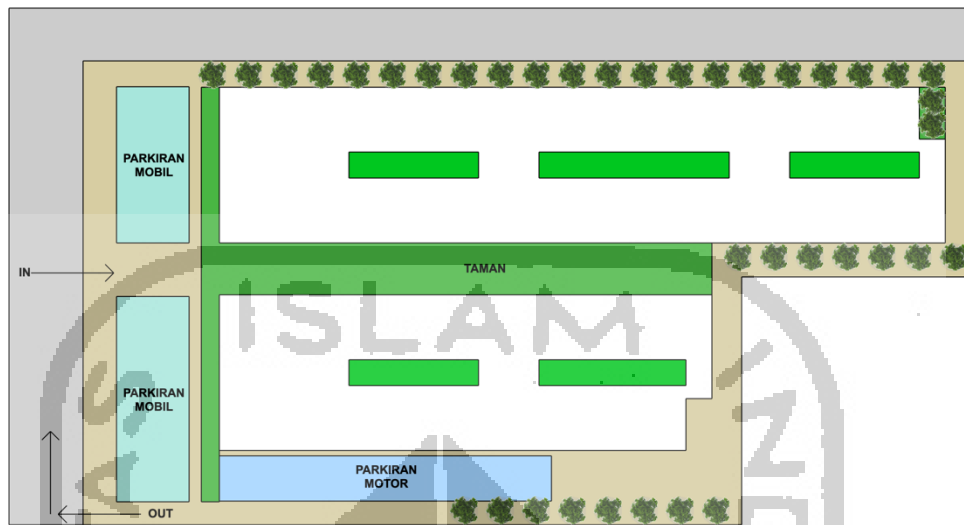 PARKIRAN
MOBIL
IN
TAMAN
ISLAM
PARKIRAN
MOBIL
PARKIRAN
MOTOR
OUT